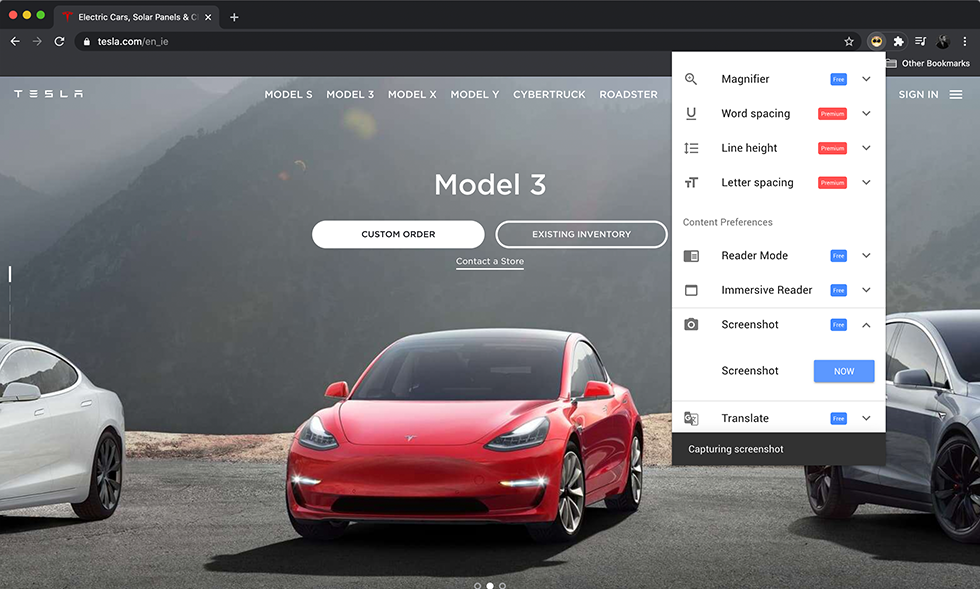 Electric Cars, Solar Panels & Cl
tesla.com/en_ie
Other Bookmarks
TESLA
MODEL S MODEL 3 MODEL X MODEL Y CYBERTRUCK ROADSTER
SIGN IN
Model 3
CUSTOM ORDER
EXISTING INVENTORY
Contact a Store
Magnifier Free
Word spacing Premium
Line height Premium
Letter spacing Premium
Content Preferences
Reader Mode Free
Immersive Reader Free
Screenshot Free
Screenshot NOW
Translate Free
Capturing screenshot